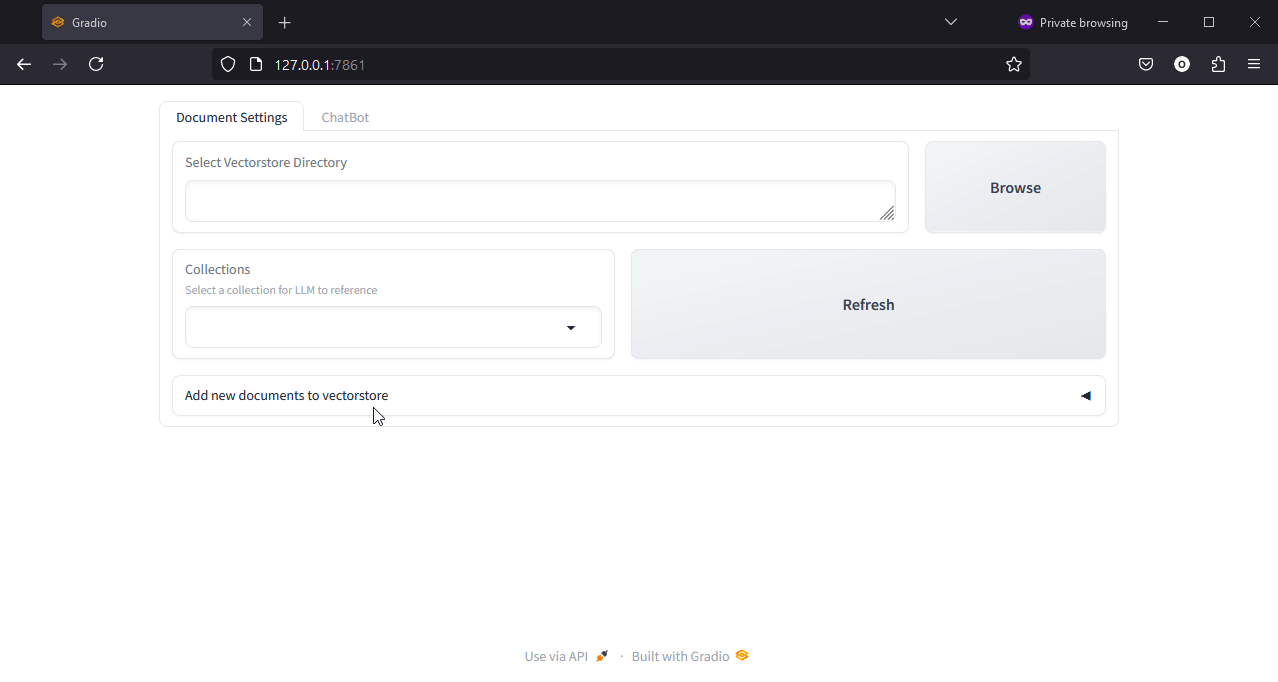 Gradio
Private browsing
127.0.0.1:7861
Document Settings ChatBot
Select Vectorstore Directory
Browse
Collections
Select a collection for LLM to reference
Refresh
Add new documents to vectorstore
Use via API · Built with Gradio